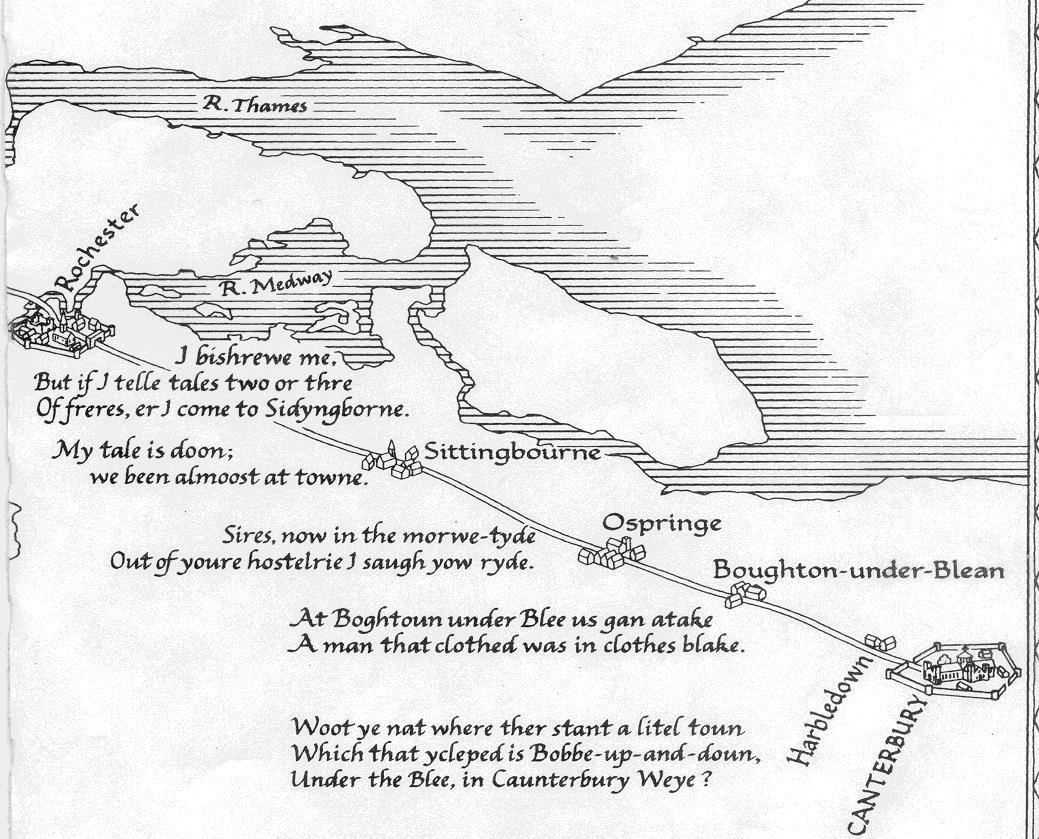 R. Thames
Rochester
R. Medway
I bishrewe me,
But if I telle tales two or thre
Of freres, er I come to Sidyngborne.
My tale is doon;
we been almoost at towne.
Sittingbourne
Sires, now in the morwe-tyde
Out of youre hostelrie I saugh yow ryde.
Ospringe
Boughton-under-Blean
At Boghtoun under Blee us gan atake
A man that clothed was in clothes blake.
Harbledown
CANTERBURY
Woot ye nat where ther stant a litel toun
Which that ycleped is Bobbe-up-and-doun,
Under the Blee, in Caunterbury Weye?